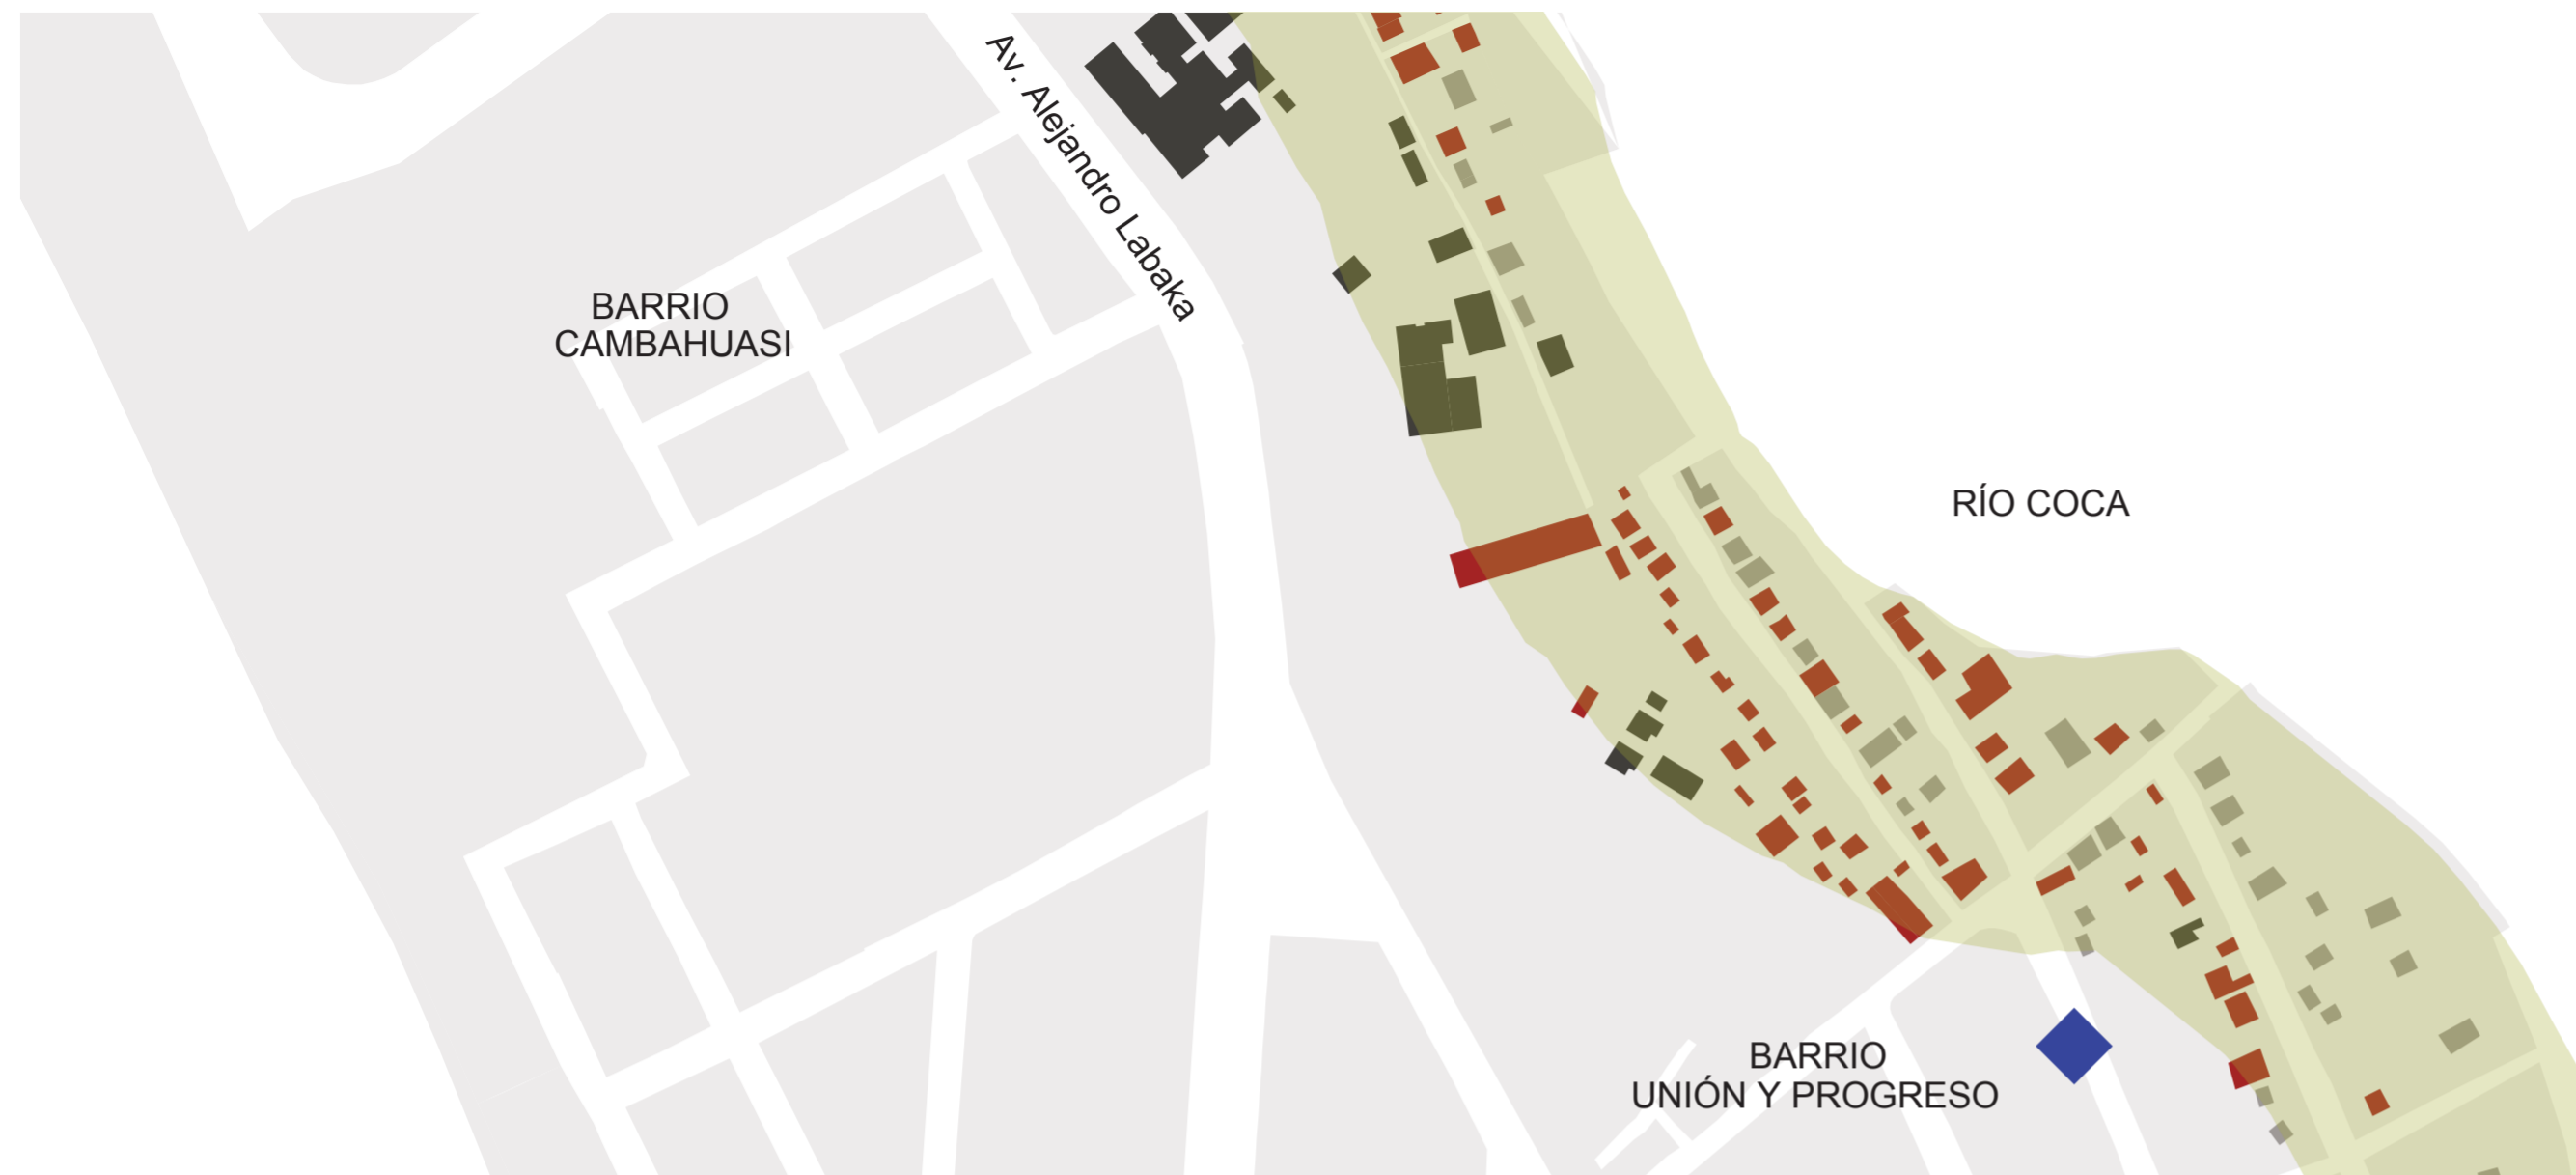 Av. Alejandro Labaka
BARRIO
CAMBAHUASI
RÍO COCA
BARRIO
UNIÓN Y PROGRESO